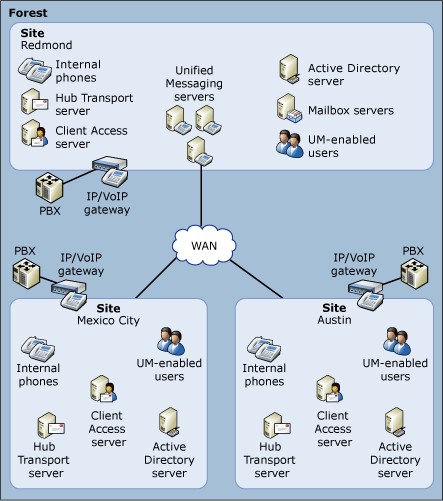 Forest
Site
Redmond
Internal
phones
Hub Transport
server
Client Access
server
Unified
Messaging
servers
Active Directory
server
Mailbox servers
UM-enabled
users
PBX
IP/VoIP
gateway
WAN
PBX
IP/VoIP
gateway
Site
Mexico City
Internal
phones
UM-enabled
users
Client
Access
server
Hub
Transport
server
Active
Directory
server
IP/VoIP
gateway
PBX
Site
Austin
Internal
phones
UM-enabled
users
Client
Access
server
Hub
Transport
server
Active
Directory
server